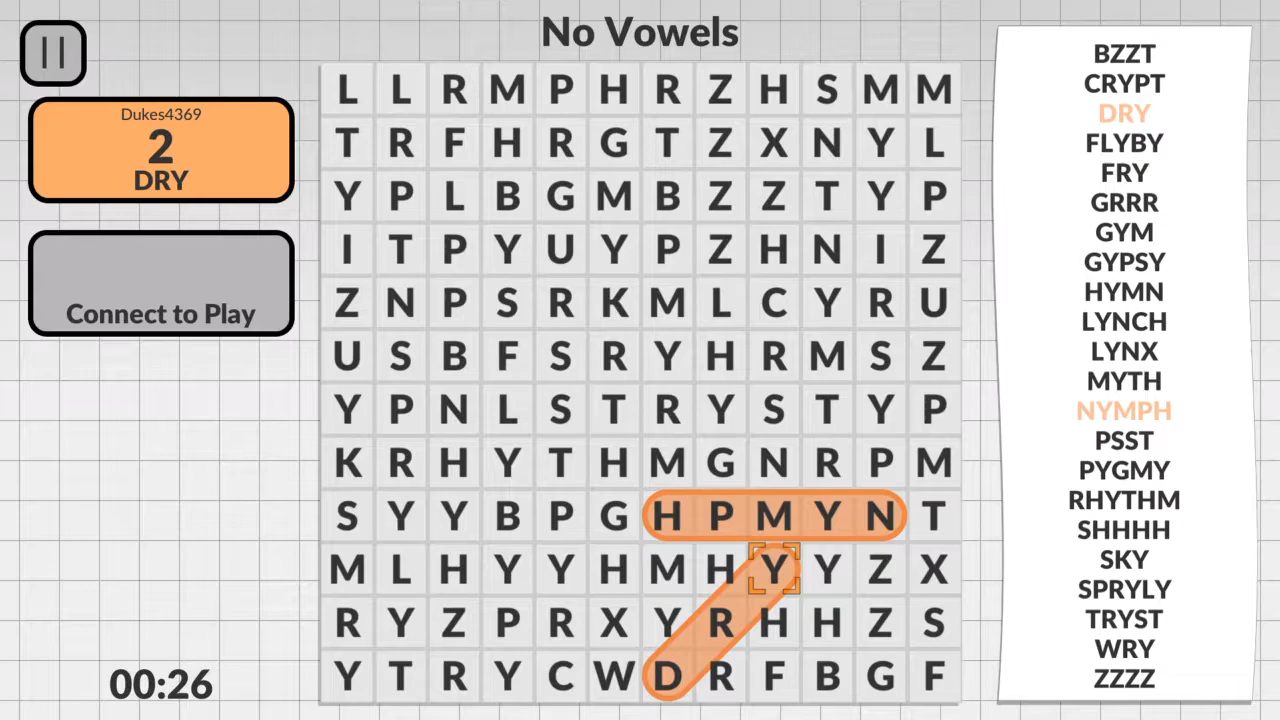 No Vowels
Dukes4369
2
DRY
Connect to Play
00:26
L L R M P H R Z H S M M
T R F H R G T Z X N Y L
Y P L B G M B Z Z T Y P
I T P Y U Y P Z H N I Z
Z N P S R K M L C Y R U
U S B F S R Y H R M S Z
Y P N L S T R Y S T Y P
K R H Y T H M G N R P M
S Y Y B P G H P M Y N T
M L H Y Y H M H Y Y Z X
R Y Z P R X Y R H H Z S
Y T R Y C W D R F B G F
BZZT
CRYPT
DRY
FLYBY
FRY
GRRR
GYM
GYPSY
HYMN
LYNCH
LYNX
MYTH
NYMPH
PSST
PYGMY
RHYTHM
SHHHH
SKY
SPRYLY
TRYST
WRY
ZZZZ